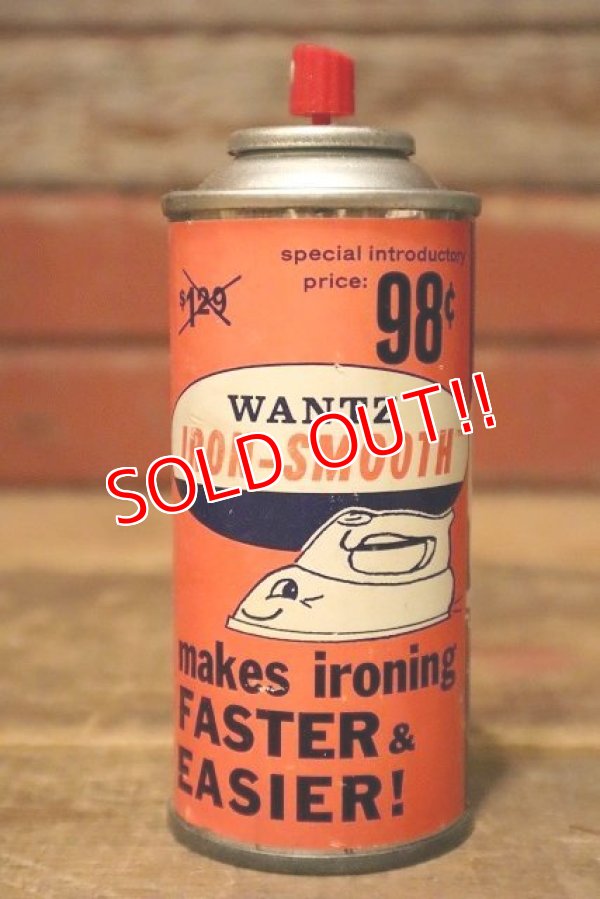 special introductory
price:
$1.29
98¢
WANTZ
IRON-SMOOTH
SOLD OUT!!
makes ironing
FASTER &
EASIER!